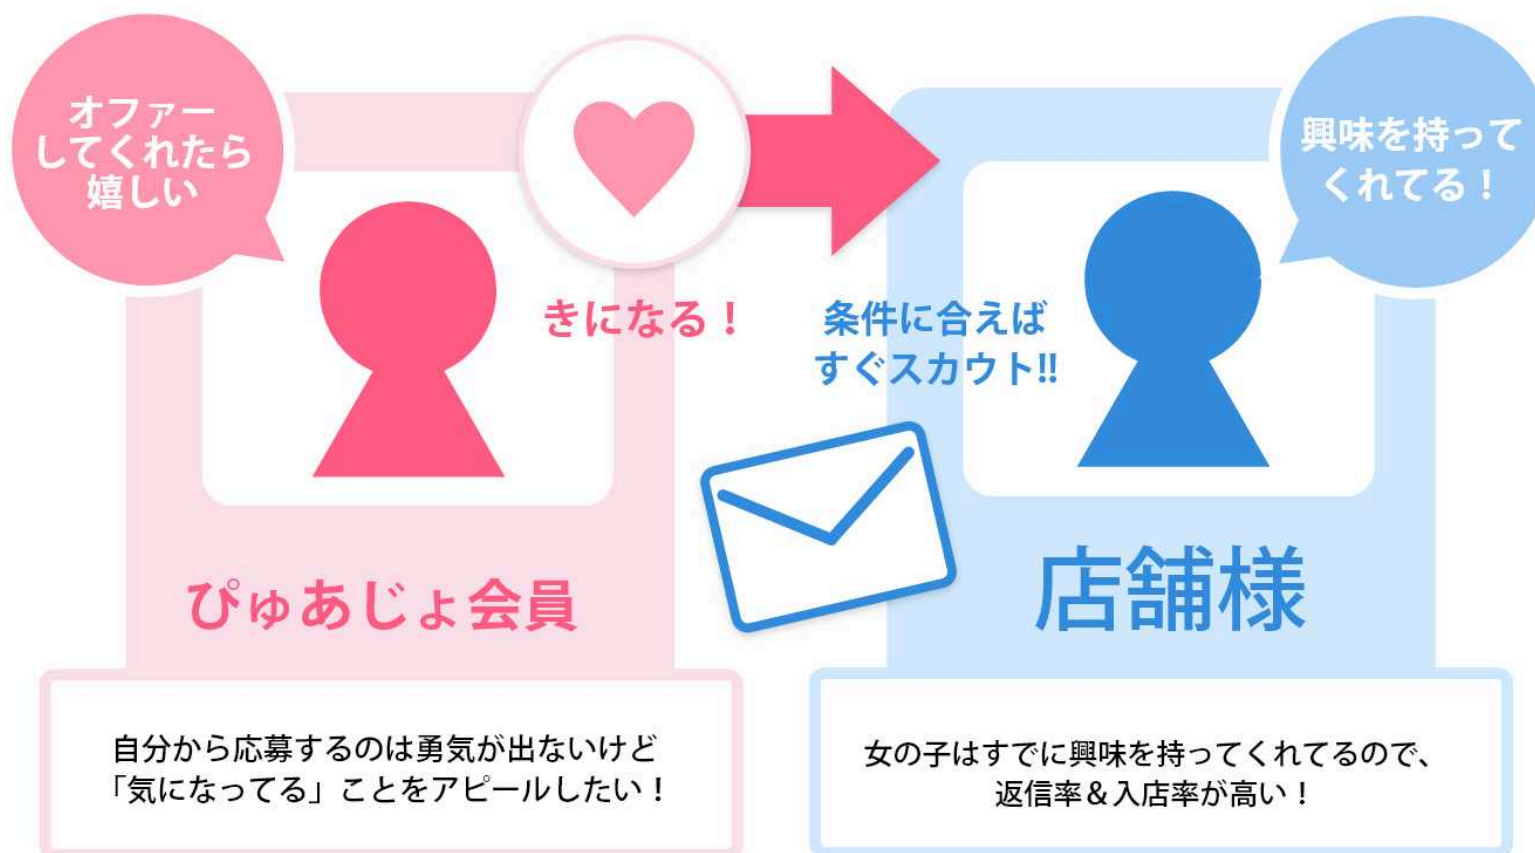 オファー
してくれたら
嬉しい
興味を持って
くれてる！
きになる！
条件に合えば
すぐスカウト!!
ぴゅあじょ会員
店舗様
自分から応募するのは勇気が出ないけど
「気になってる」ことをアピールしたい！
女の子はすでに興味を持ってくれてるので、
返信率＆入店率が高い！